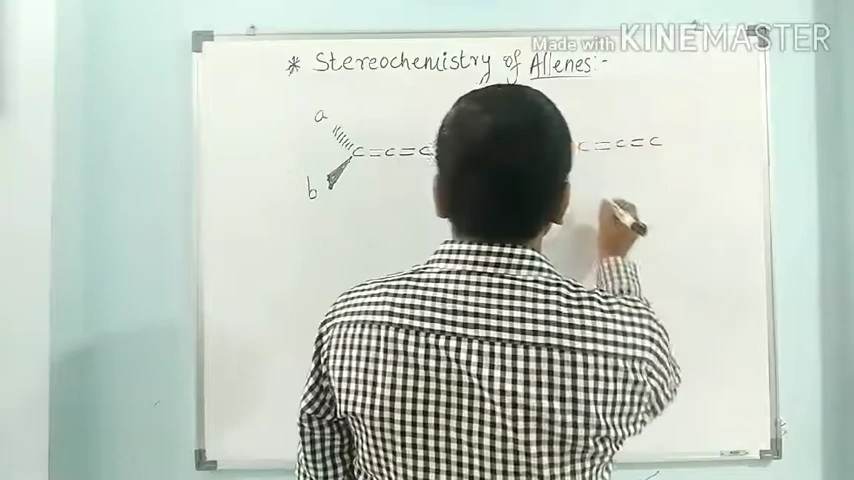 Made with KINEMASTER
* Stereochemistry of Allenes:-
a
C=C=C C=C=C
b